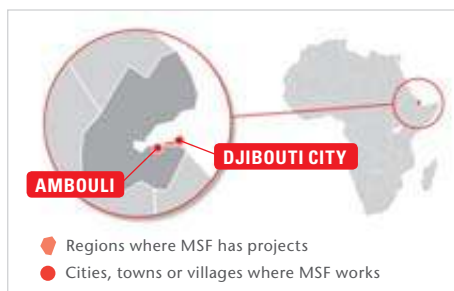 DJIBOUTI CITY
AMBOULI
Regions where MSF has projects
Cities, towns or villages where MSF works